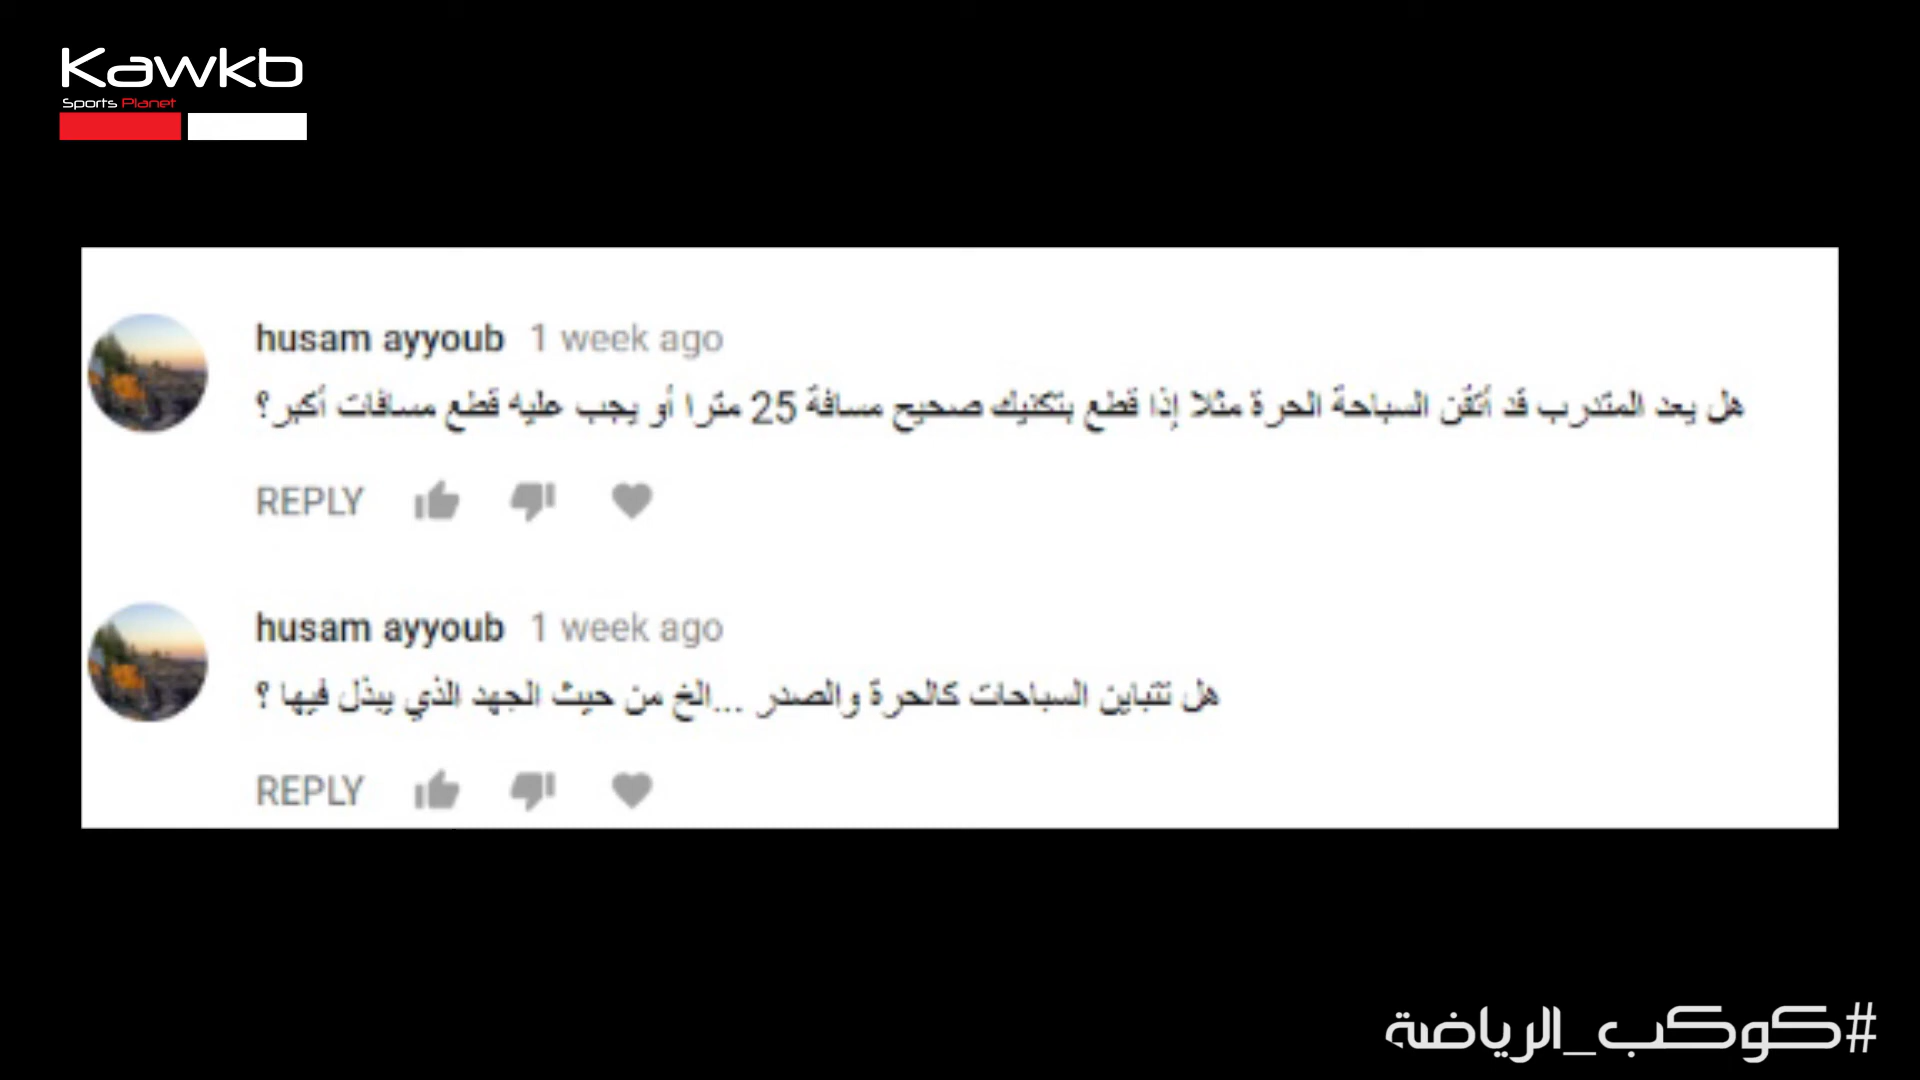 Kawkb
Sports Planet
husam ayyoub 1 week ago
هل يعد المتدرب قد أتقن السباحة الحرة مثلا إذا قطع بتكنيك صحيح مسافة 25 مترا أو يجب عليه قطع مسافات أكبر؟
REPLY
husam ayyoub 1 week ago
هل تتباين السباحات كالحرة والصدر ...الخ من حيث الجهد الذي يبذل فيها ؟
REPLY
#كوكب_الرياضة